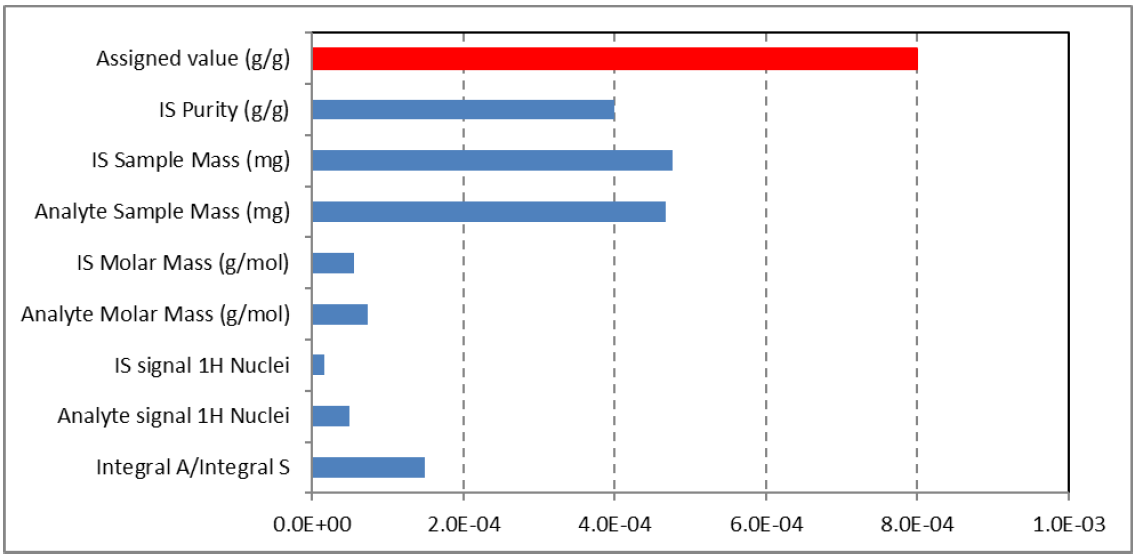 Assigned value (g/g)
IS Purity (g/g)
IS Sample Mass (mg)
Analyte Sample Mass (mg)
IS Molar Mass (g/mol)
Analyte Molar Mass (g/mol)
IS signal 1H Nuclei
Analyte signal 1H Nuclei
Integral A/Integral S
0.0E+00 2.0E-04 4.0E-04 6.0E-04 8.0E-04 1.0E-03